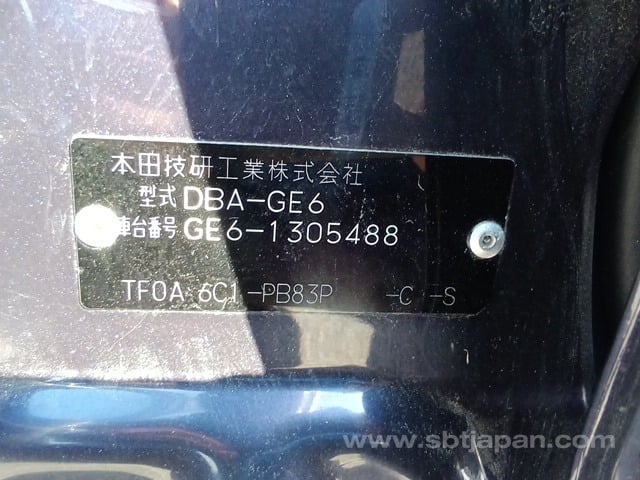 本田技研工業株式会社
型式 DBA-GE6
車台番号 GE6-1305488
TF0A 6C1 -PB83P -C -S
www.sbtjapan.com